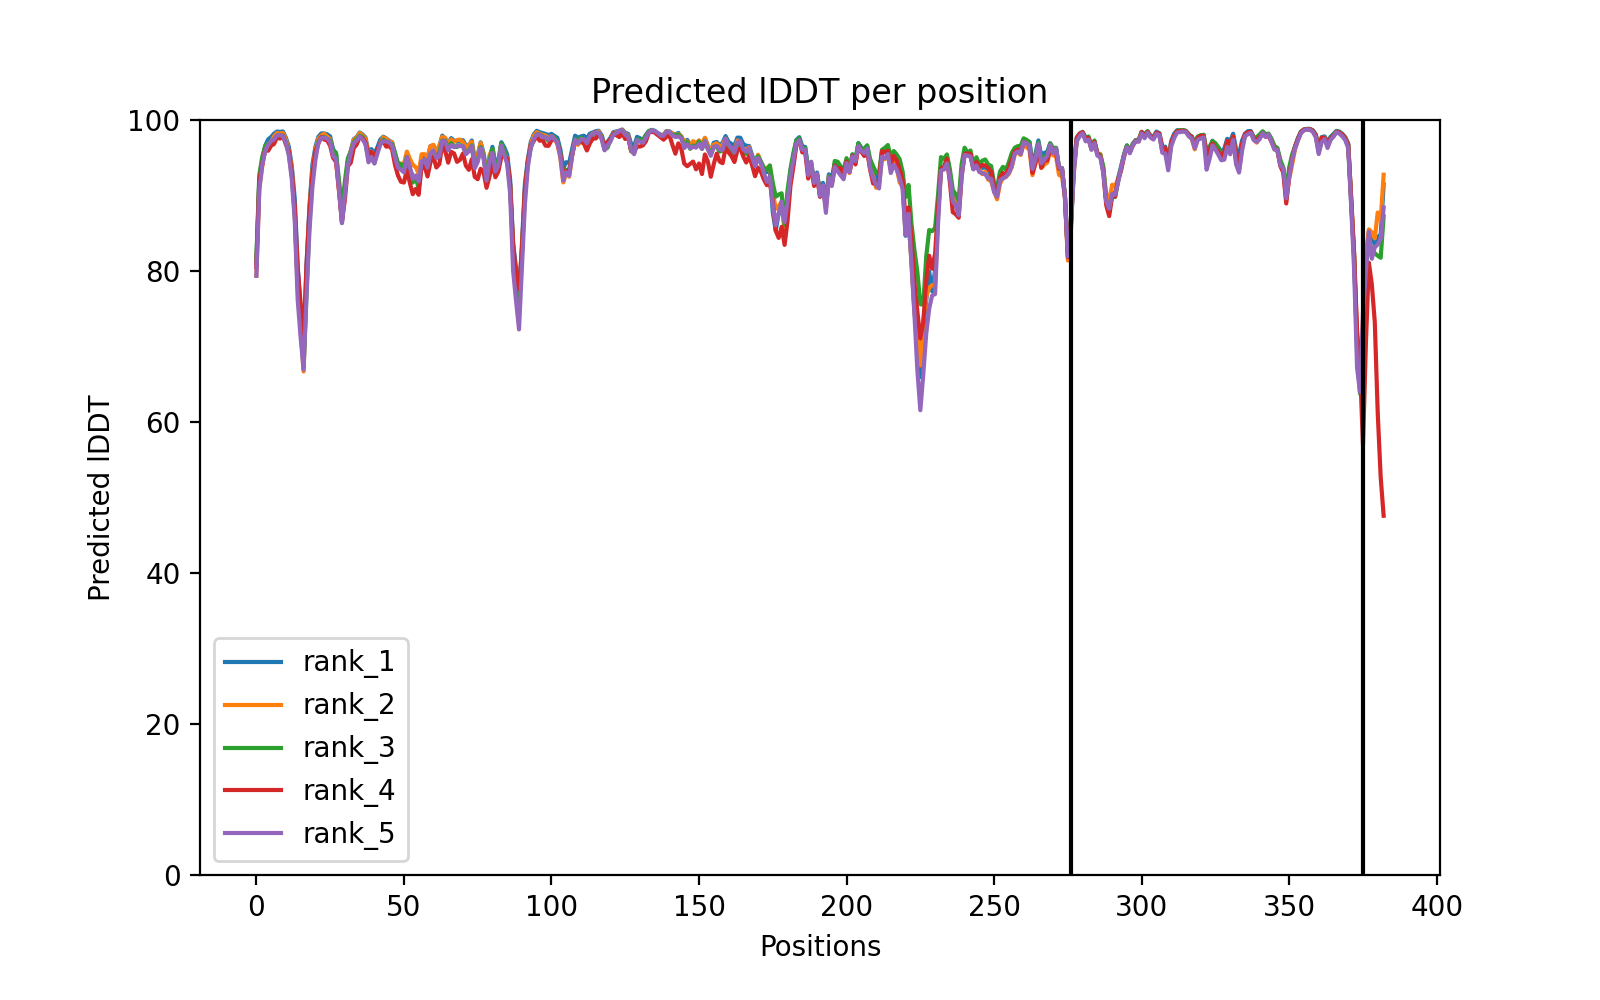 Predicted lDDT per position
100
80
60
40
20
0
Predicted lDDT
rank_1
rank_2
rank_3
rank_4
rank_5
0 50 100 150 200 250 300 350 400
Positions